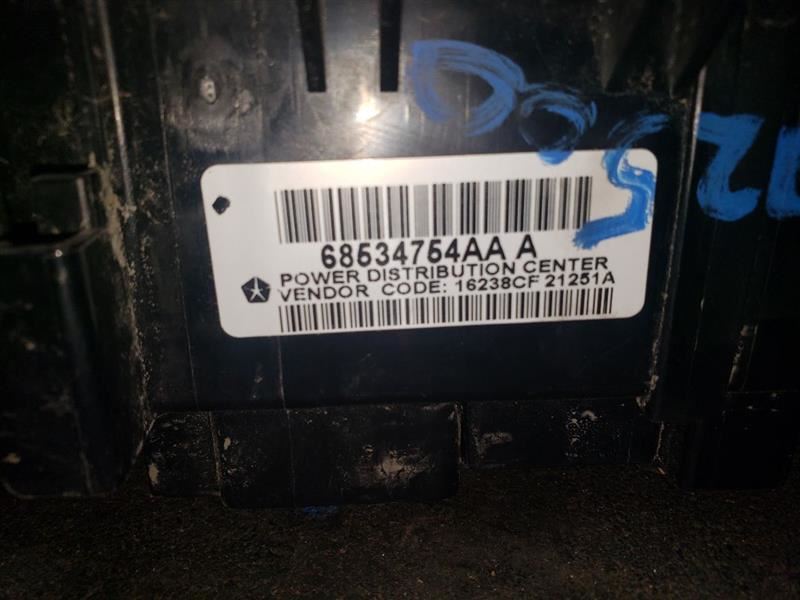 68534754AA A
POWER DISTRIBUTION CENTER
VENDOR CODE: 16238CF 21251A